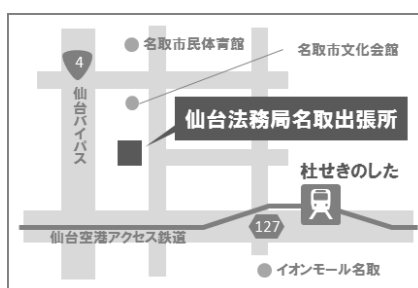 名取市民体育館
4
名取市文化会館
仙台バイパス
仙台法務局名取出張所
杜せきのした
127
仙台空港アクセス鉄道
イオンモール名取